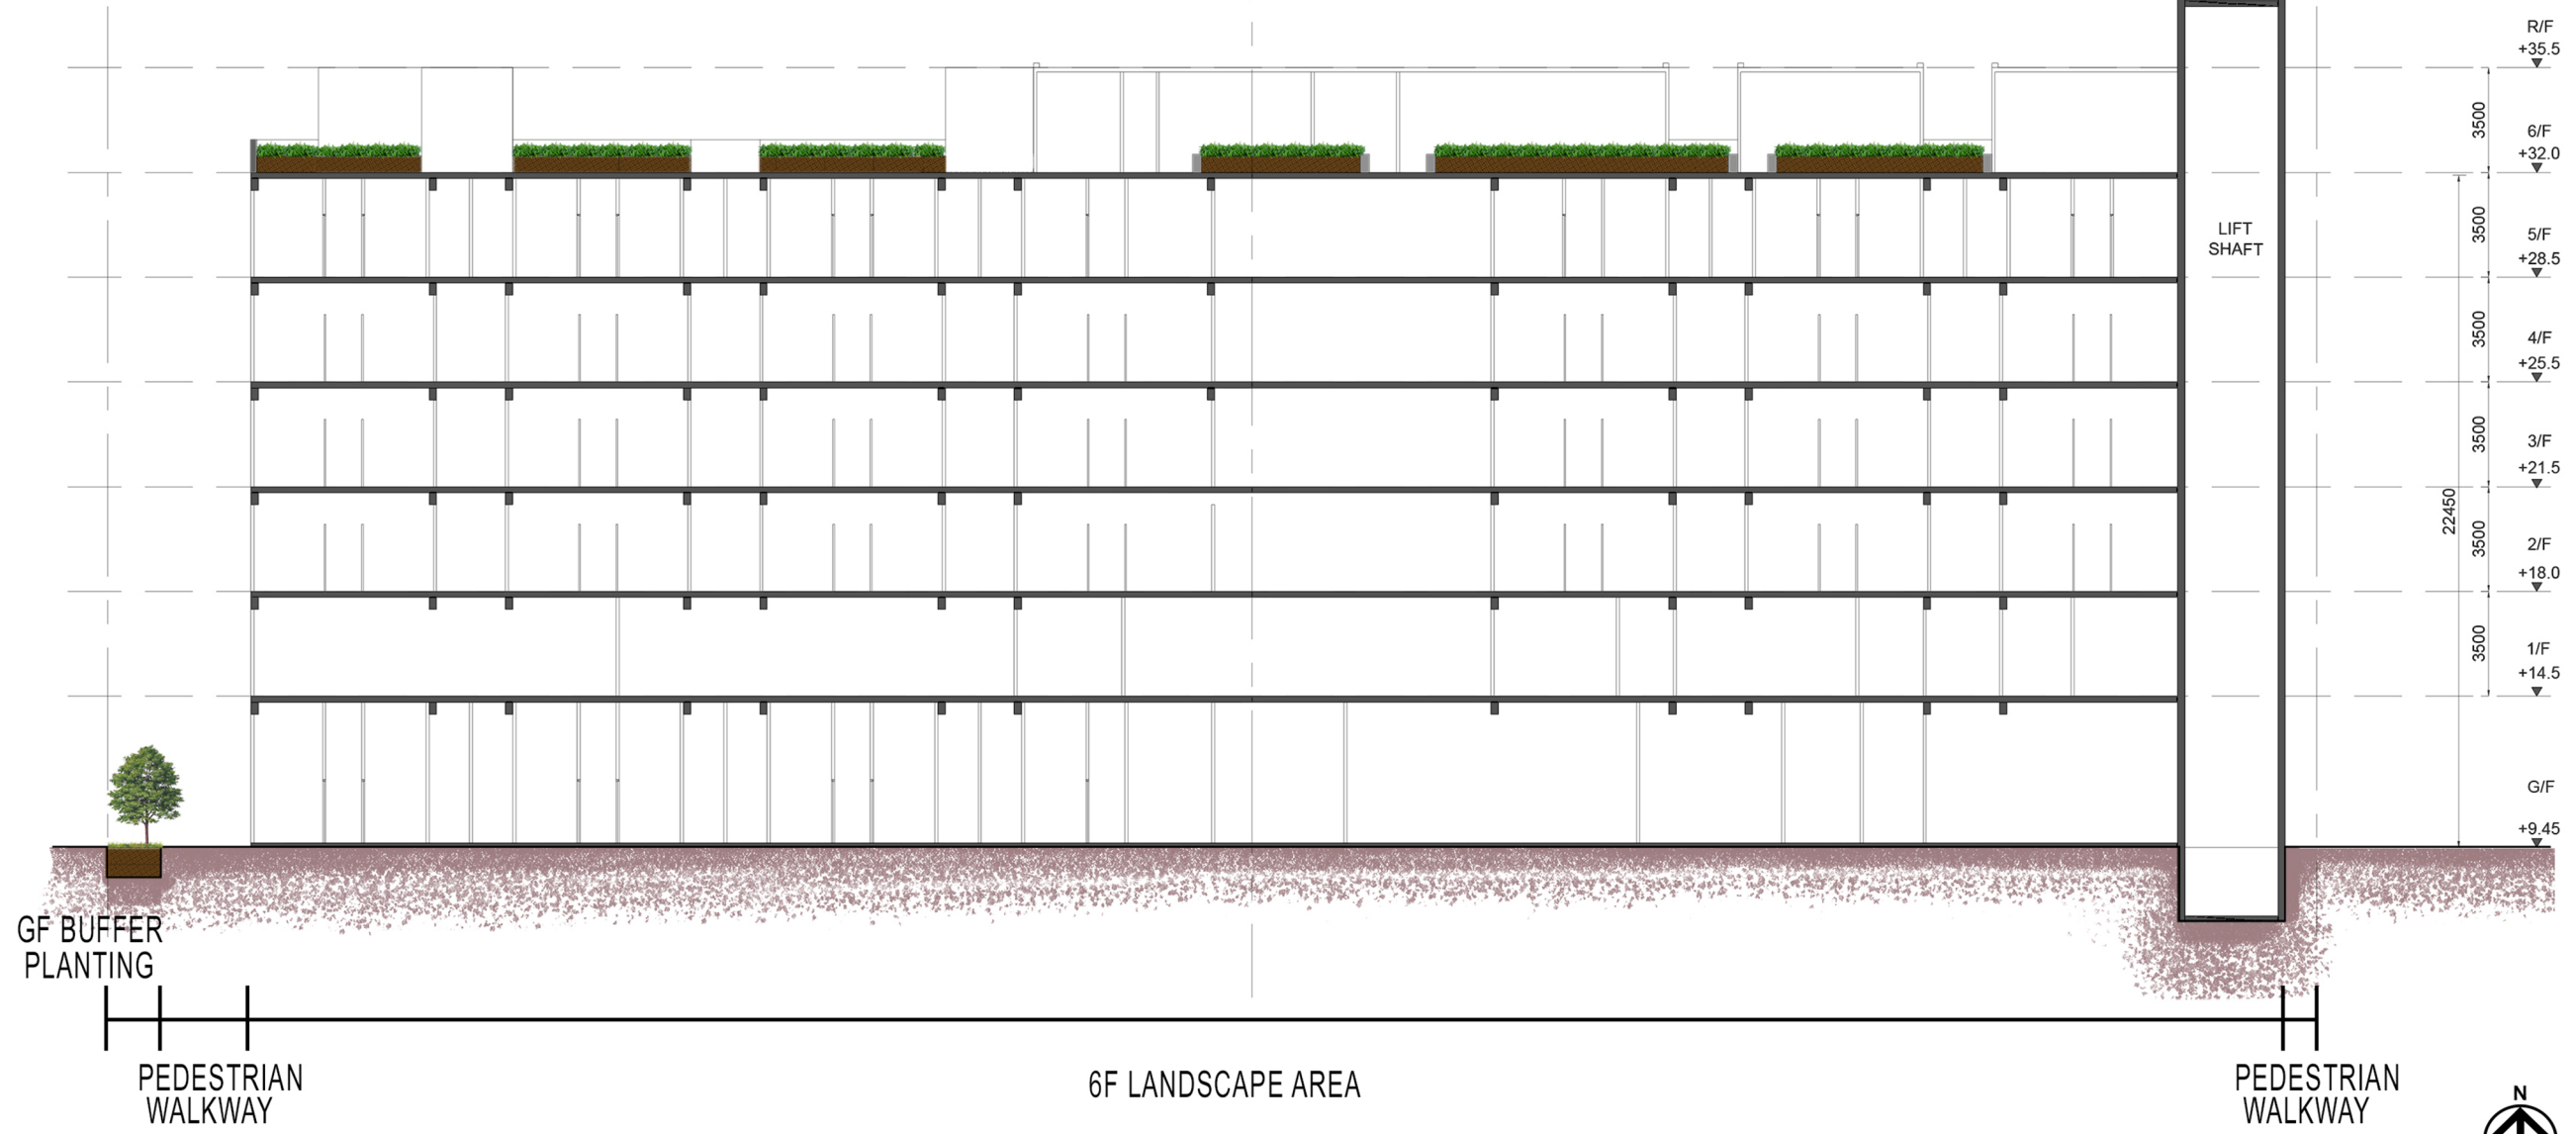 R/F
+35.5
3500
6/F
+32.0
3500
LIFT
SHAFT
5/F
+28.5
3500
4/F
+25.5
3500
3/F
+21.5
22450
3500
2/F
+18.0
3500
1/F
+14.5
G/F
+9.45
GF BUFFER
PLANTING
PEDESTRIAN
WALKWAY
6F LANDSCAPE AREA
PEDESTRIAN
WALKWAY
N